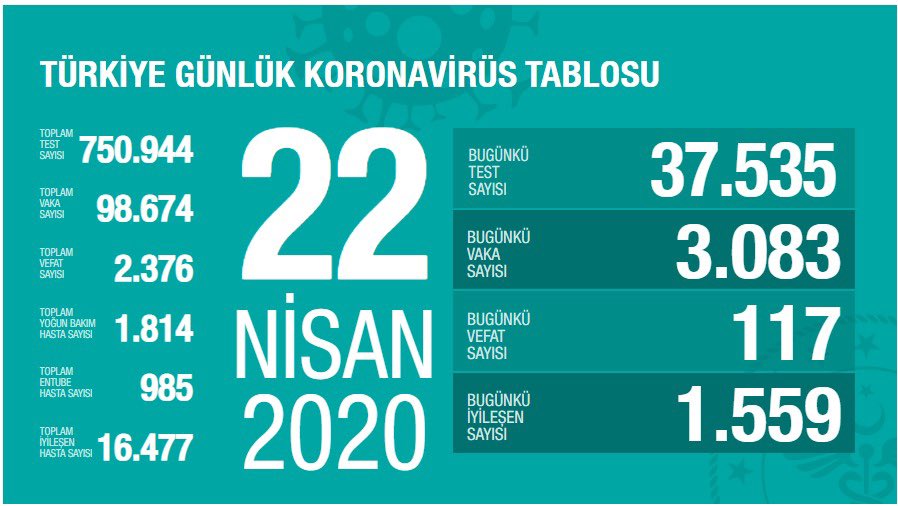 TÜRKİYE GÜNLÜK KORONAVİRÜS TABLOSU
TOPLAM
TEST
SAYISI
750.944
TOPLAM
VAKA
SAYISI
98.674
TOPLAM
VEFAT
SAYISI
2.376
TOPLAM
YOĞUN BAKIM
HASTA SAYISI
1.814
TOPLAM
ENTUBE
HASTA SAYISI
985
TOPLAM
İYİLEŞEN
HASTA SAYISI
16.477
22
NİSAN
2020
BUGÜNKÜ
TEST
SAYISI
37.535
BUGÜNKÜ
VAKA
SAYISI
3.083
BUGÜNKÜ
VEFAT
SAYISI
117
BUGÜNKÜ
İYİLEŞEN
SAYISI
1.559